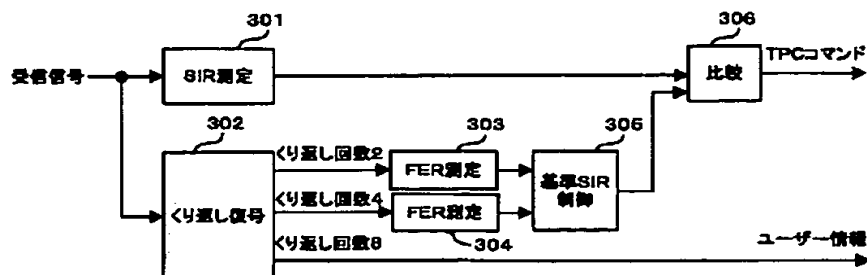 301
306
受信信号
SIR測定
比較
TPCコマンド
302
303
305
くり返し復号
くり返し回数2
FER測定
基準SIR
制御
くり返し回数4
FER測定
304
くり返し回数8
ユーザー情報